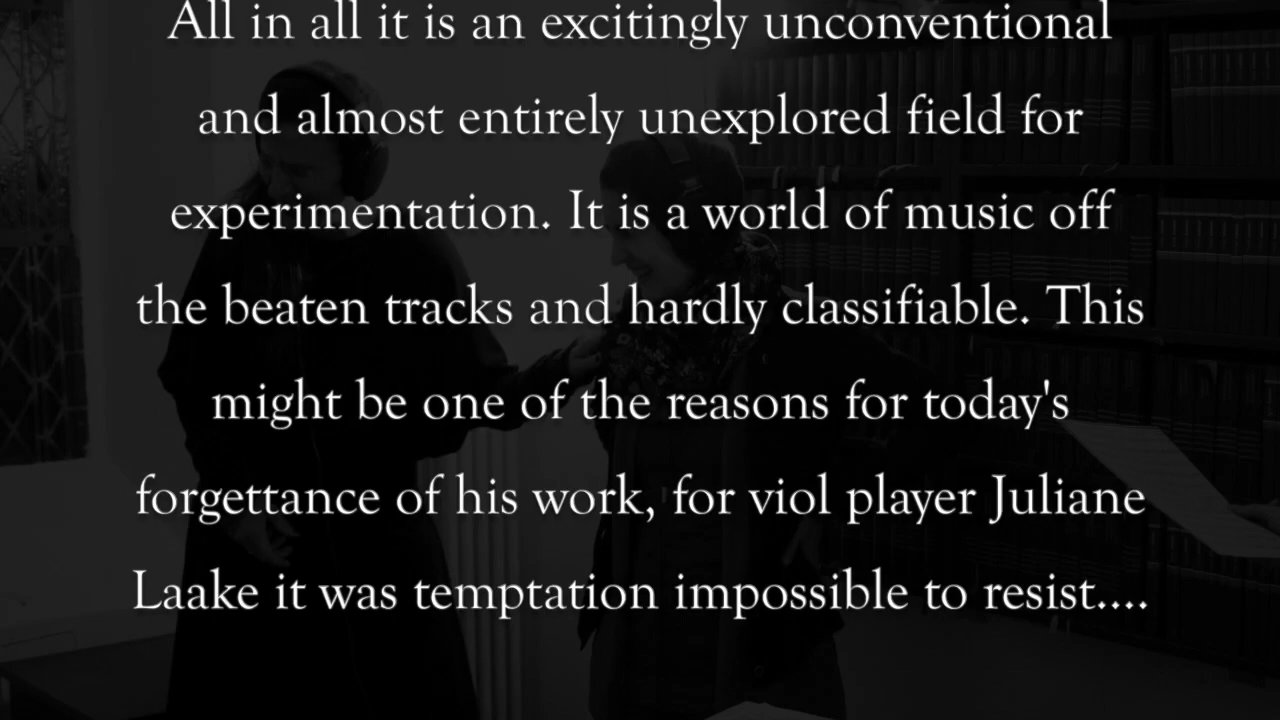 All in all it is an excitingly unconventional
and almost entirely unexplored field for
experimentation. It is a world of music off
the beaten tracks and hardly classifiable. This
might be one of the reasons for today's
forgettance of his work, for viol player Juliane
Laake it was temptation impossible to resist....